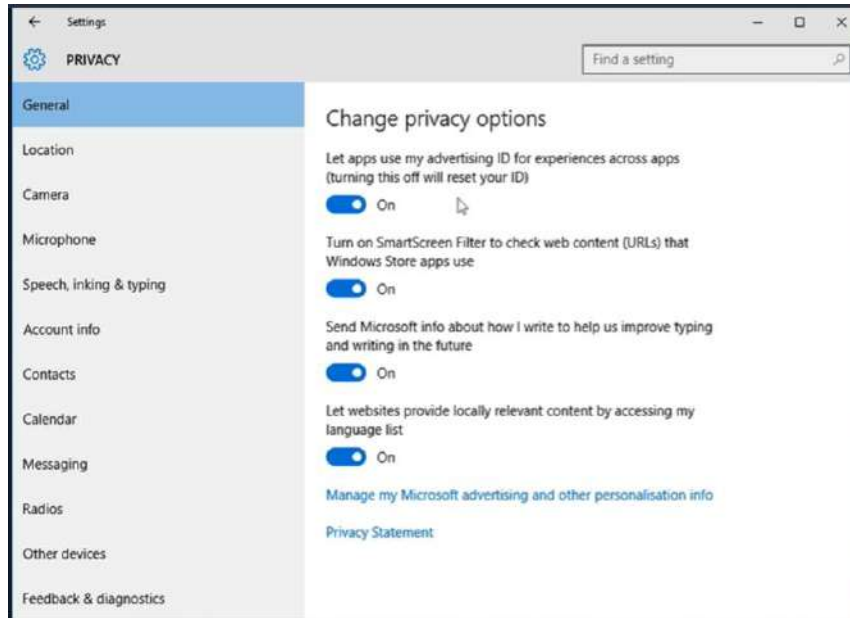 Settings
PRIVACY
Find a setting
General
Location
Camera
Microphone
Speech, inking & typing
Account info
Contacts
Calendar
Messaging
Radios
Other devices
Feedback & diagnostics
Change privacy options
Let apps use my advertising ID for experiences across apps
(turning this off will reset your ID)
On
Turn on SmartScreen Filter to check web content (URLs) that
Windows Store apps use
On
Send Microsoft info about how I write to help us improve typing
and writing in the future
On
Let websites provide locally relevant content by accessing my
language list
On
Manage my Microsoft advertising and other personalisation info
Privacy Statement